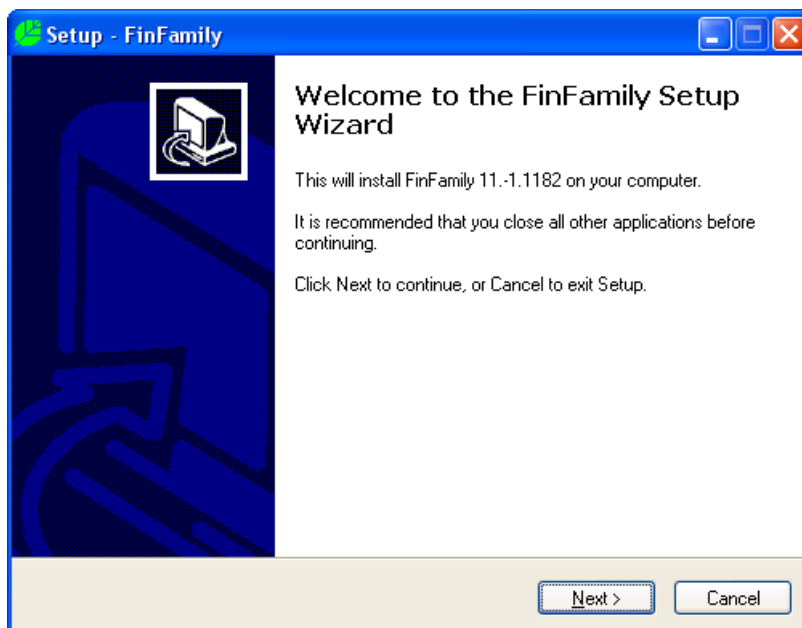 Setup - FinFamily
Welcome to the FinFamily Setup
Wizard
This will install FinFamily 11.-1.1182 on your computer.
It is recommended that you close all other applications before
continuing.
Click Next to continue, or Cancel to exit Setup.
Next >
Cancel